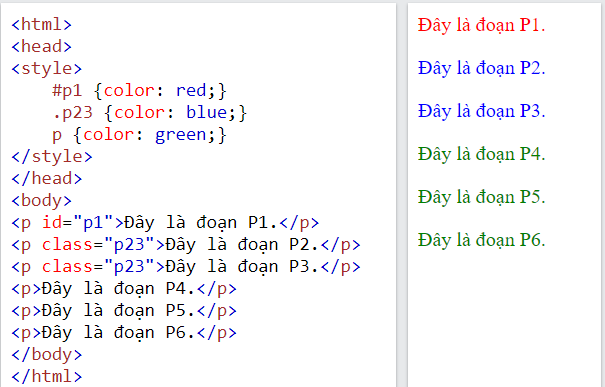 <html>
<head>
<style>
    #p1 {color: red;}
    .p23 {color: blue;}
    p {color: green;}
</style>
</head>
<body>
<p id="p1">Đây là đoạn P1.</p>
<p class="p23">Đây là đoạn P2.</p>
<p class="p23">Đây là đoạn P3.</p>
<p>Đây là đoạn P4.</p>
<p>Đây là đoạn P5.</p>
<p>Đây là đoạn P6.</p>
</body>
</html>
Đây là đoạn P1.
Đây là đoạn P2.
Đây là đoạn P3.
Đây là đoạn P4.
Đây là đoạn P5.
Đây là đoạn P6.